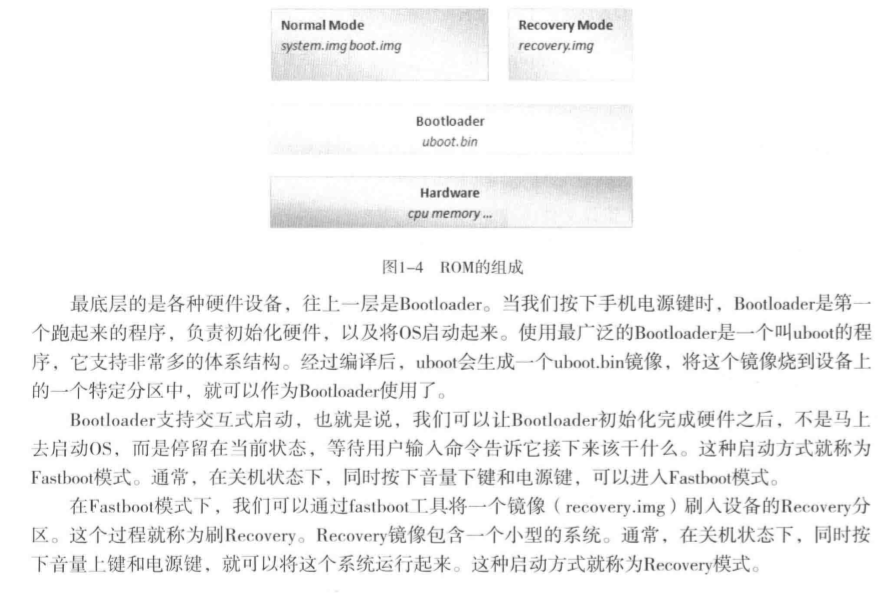 Normal Mode
system.img boot.img
Recovery Mode
recovery.img
Bootloader
uboot.bin
Hardware
cpu memory ...
图1-4 ROM的组成
最底层的是各种硬件设备，往上一层是Bootloader。当我们按下手机电源键时，Bootloader是第一
个跑起来的程序，负责初始化硬件，以及将OS启动起来。使用最广泛的Bootloader是一个叫uboot的程
序，它支持非常多的体系结构。经过编译后，uboot会生成一个uboot.bin镜像，将这个镜像烧到设备上
的一个特定分区中，就可以作为Bootloader使用了。
Bootloader支持交互式启动，也就是说，我们可以让Bootloader初始化完成硬件之后，不是马上
去启动OS，而是停留在当前状态，等待用户输入命令告诉它接下来该干什么。这种启动方式就称为
Fastboot模式。通常，在关机状态下，同时按下音量下键和电源键，可以进入Fastboot模式。
在Fastboot模式下，我们可以通过fastboot工具将一个镜像（recovery.img）刷入设备的Recovery分
区。这个过程就称为刷Recovery。Recovery镜像包含一个小型的系统。通常，在关机状态下，同时按
下音量上键和电源键，就可以将这个系统运行起来。这种启动方式就称为Recovery模式。